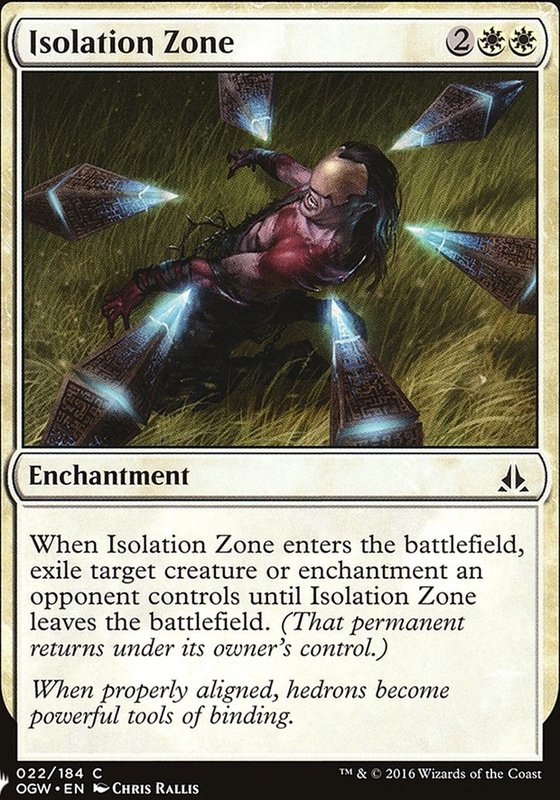 Isolation Zone 2
Enchantment
When Isolation Zone enters the battlefield,
exile target creature or enchantment an
opponent controls until Isolation Zone
leaves the battlefield. (That permanent
returns under its owner's control.)
When properly aligned, hedrons become
powerful tools of binding.
022/184 C
OGW • EN Chris Rallis
™ & © 2016 Wizards of the Coast